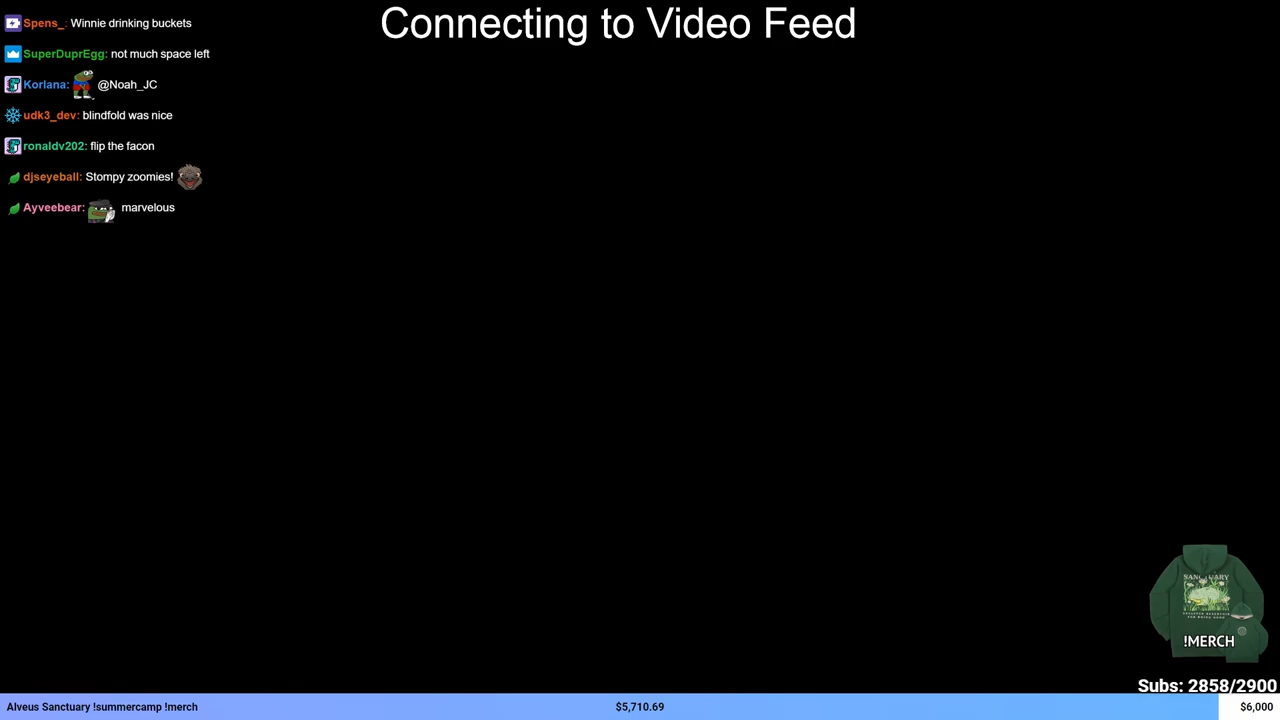 Connecting to Video Feed
Spens_: Winnie drinking buckets
SuperDuprEgg: not much space left
Korlana: @Noah_JC
udk3_dev: blindfold was nice
ronaldv202: flip the facon
djseyeball: Stompy zoomies!
Ayveebear: marvelous
SANCTUARY
!MERCH
Subs: 2858/2900
Alveus Sanctuary !summercamp !merch
$5,710.69
$6,000